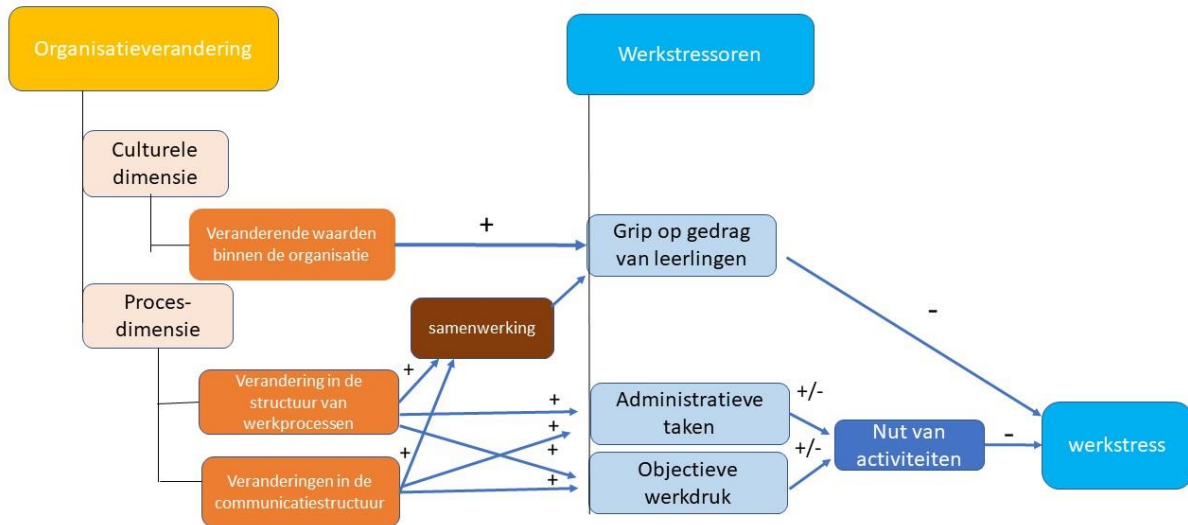 Organisatieverandering
Werkstressoren
Culturele
dimensie
Veranderende waarden
binnen de organisatie
+
Grip op gedrag
van leerlingen
Proces-
dimensie
samenwerking
-
+
Verandering in de
structuur van
werkprocessen
+
Administratieve
taken
+/-
+
+
Nut van
activiteiten
-
werkstress
+
Veranderingen in de
communicatiestructuur
+
Objectieve
werkdruk
+/-